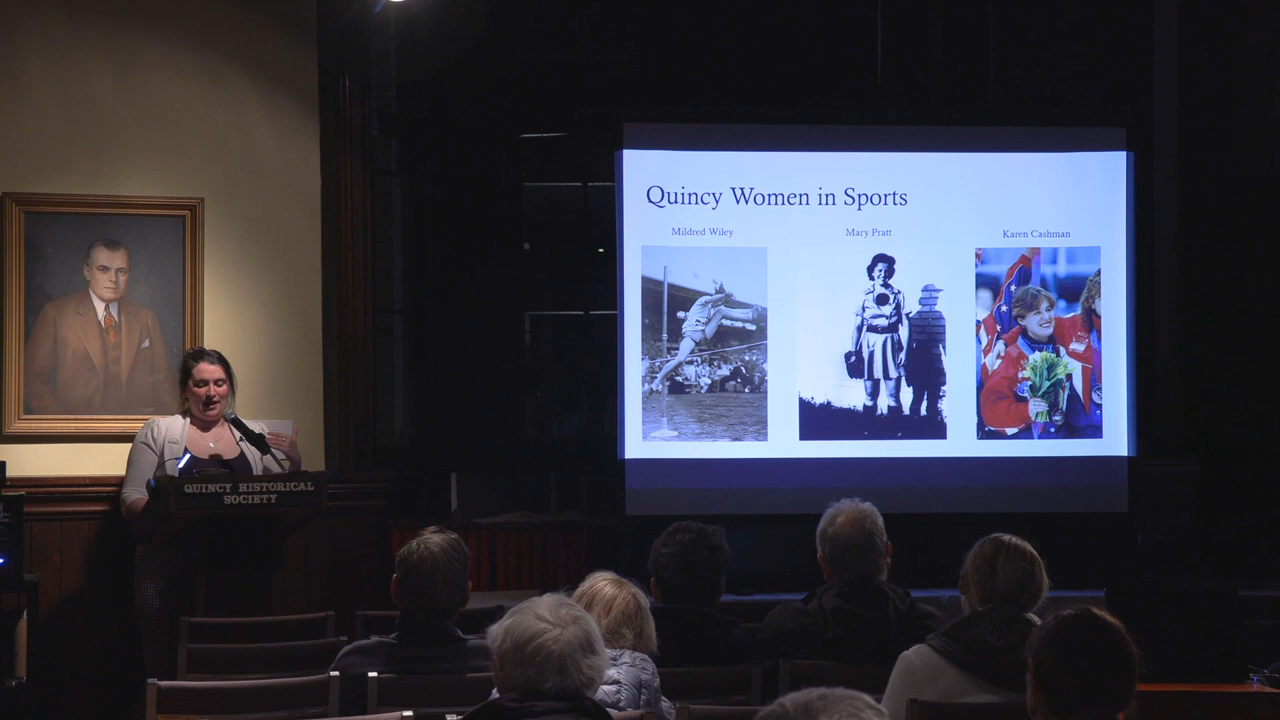 Quincy Women in Sports
Mildred Wiley
Mary Pratt
Karen Cashman
QUINCY HISTORICAL
SOCIETY